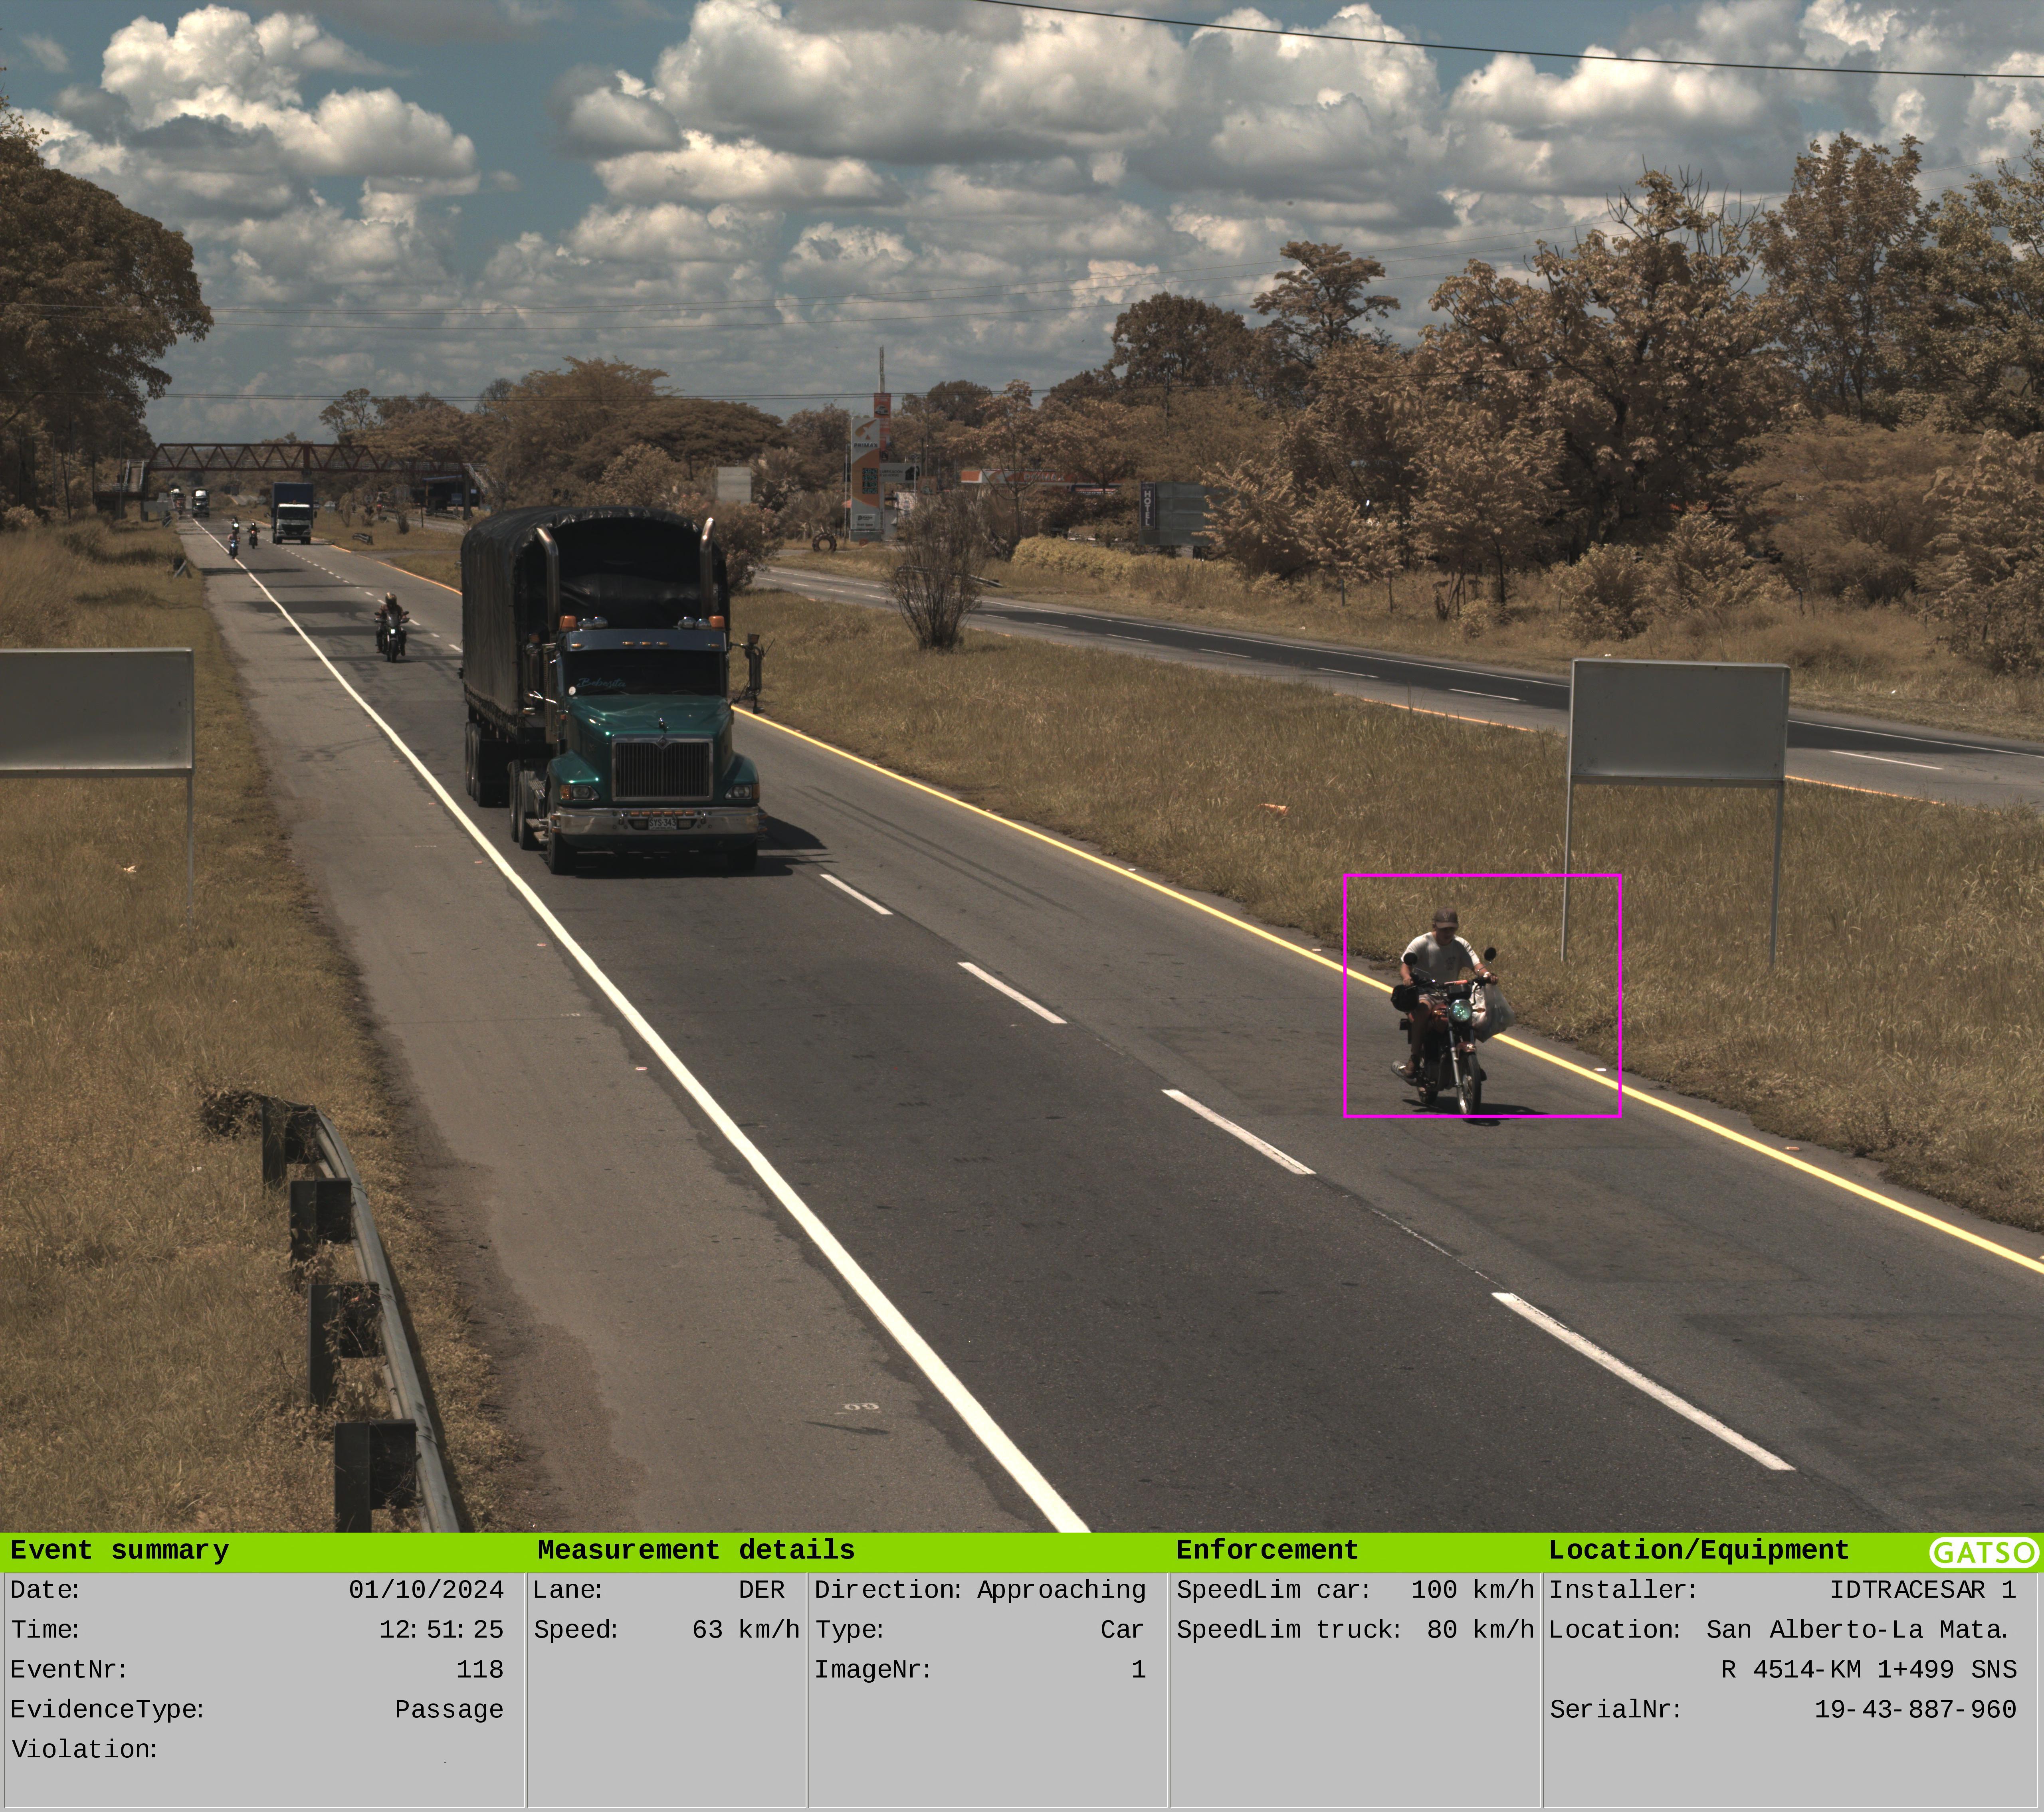 HOTEL
Event summary
Date: 01/10/2024
Time: 12:51:25
EventNr: 118
EvidenceType: Passage
Violation:
Measurement details
Lane: DER
Speed: 63 km/h
Direction: Approaching
Type: Car
ImageNr: 1
Enforcement
SpeedLim car: 100 km/h
SpeedLim truck: 80 km/h
Location/Equipment
GATSO
Installer: IDTRACESAR 1
Location: San Alberto-La Mata.
R 4514-KM 1+499 SNS
SerialNr: 19-43-887-960